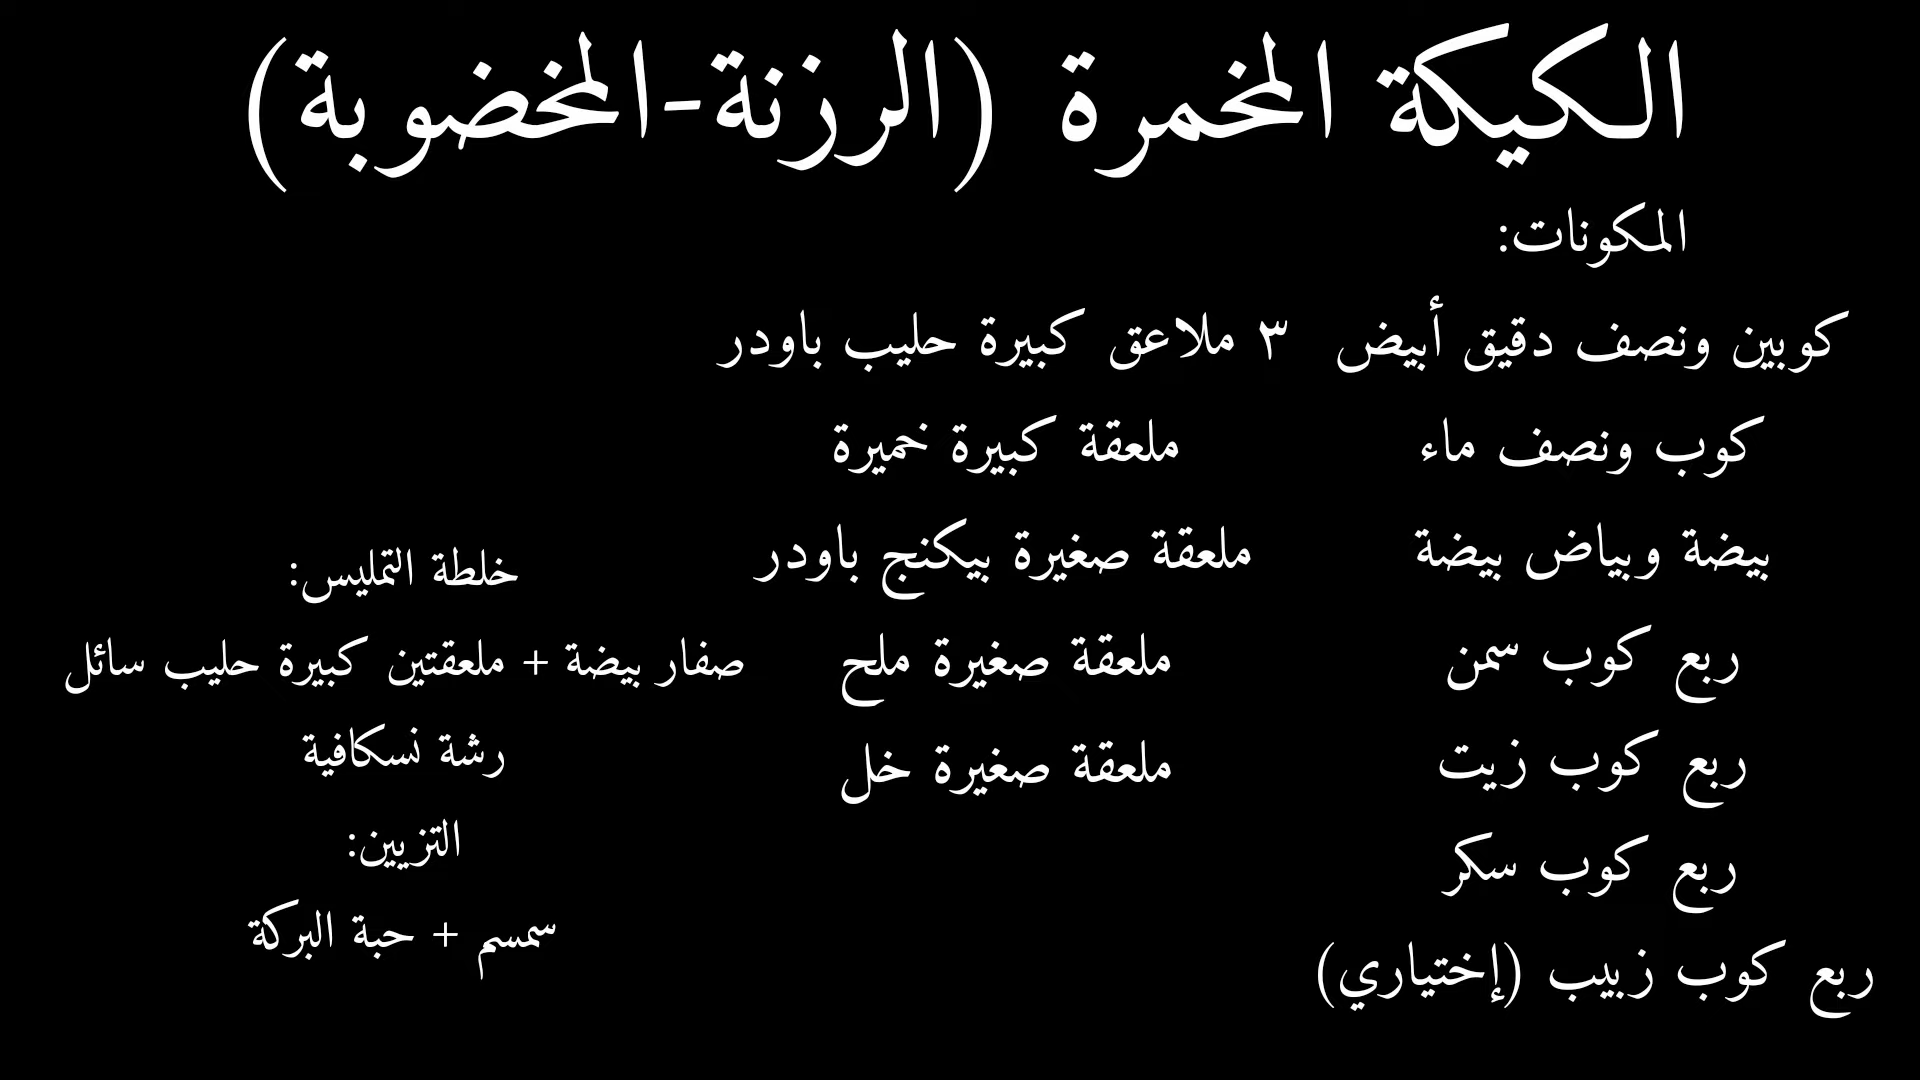 الكيكة المخمرة (الرزنة-المخضوبة)
المكونات:
كوبين ونصف دقيق أبيض
كوب ونصف ماء
بيضة وبياض بيضة
ربع كوب سمن
ربع كوب زيت
ربع كوب سكر
ربع كوب زبيب (إختياري)
٣ ملاعق كبيرة حليب باودر
ملعقة كبيرة خميرة
ملعقة صغيرة بيكنج باودر
ملعقة صغيرة ملح
ملعقة صغيرة خل
خلطة التمليس:
صفار بيضة + ملعقتين كبيرة حليب سائل
رشة نسكافية
التزيين:
سمسم + حبة البركة